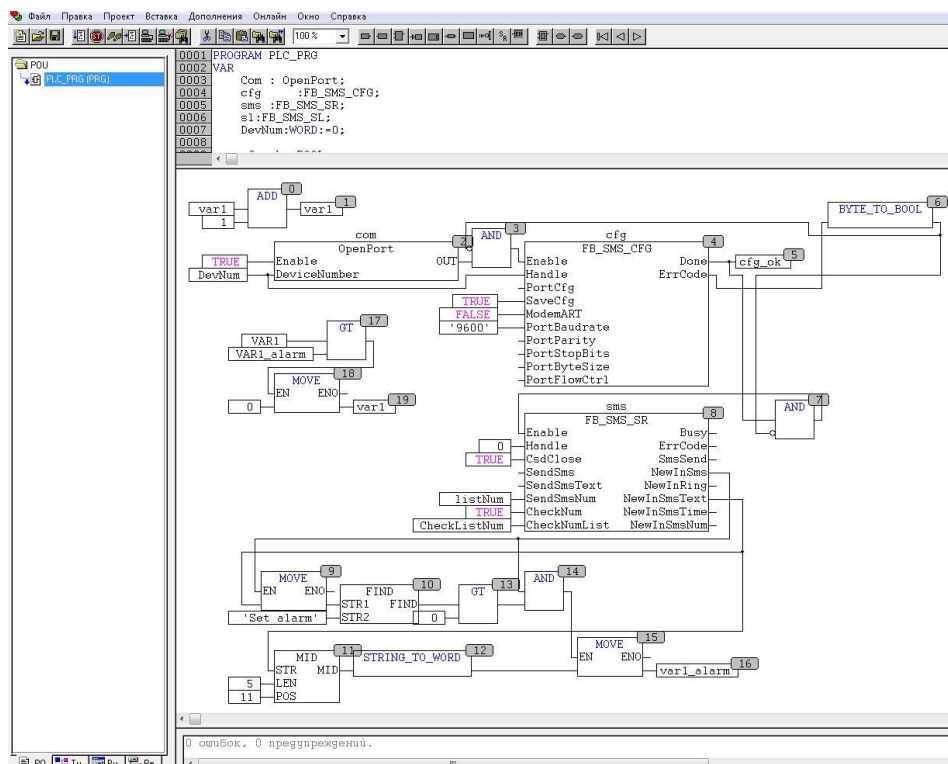 Файл Правка Проект Вставка Дополнения Онлайн Окно Справка
100 %
POU
PLC_PRG (PRG)
0001 PROGRAM PLC_PRG
0002 VAR
0003 Com : OpenPort;
0004 cfg :FB_SMS_CFG;
0005 sms :FB_SMS_SR;
0006 sl:FB_SMS_SL;
0007 DevNum:WORD:=0;
0008
ADD 0
var1 var1 1
1
BYTE_TO_BOOL 6
com
OpenPort 2
TRUE Enable OUT
DevNum DeviceNumber
AND 3
cfg
FB_SMS_CFG 4
Enable Done cfg_ok 5
Handle ErrCode
PortCfg
TRUE SaveCfg
FALSE ModemART
'9600' PortBaudrate
PortParity
PortStopBits
PortByteSize
PortFlowCtrl
GT 17
VAR1
VAR1_alarm
MOVE 18
EN ENO
0 var1 19
AND 7
sms
FB_SMS_SR 8
Enable Busy
0 Handle ErrCode
TRUE CsdClose SmsSend
SendSms NewInSms
SendSmsText NewInRing
listNum SendSmsNum NewInSmsText
TRUE CheckNum NewInSmsTime
CheckListNum CheckNumList NewInSmsNum
MOVE 9
EN ENO
FIND 10
STR1 FIND
'Set alarm' STR2
GT 13
0
AND 14
MID 11
STR MID
5 LEN
11 POS
STRING_TO_WORD 12
MOVE 15
EN ENO
var1_alarm 16
0 ошибок, 0 предупреждений.